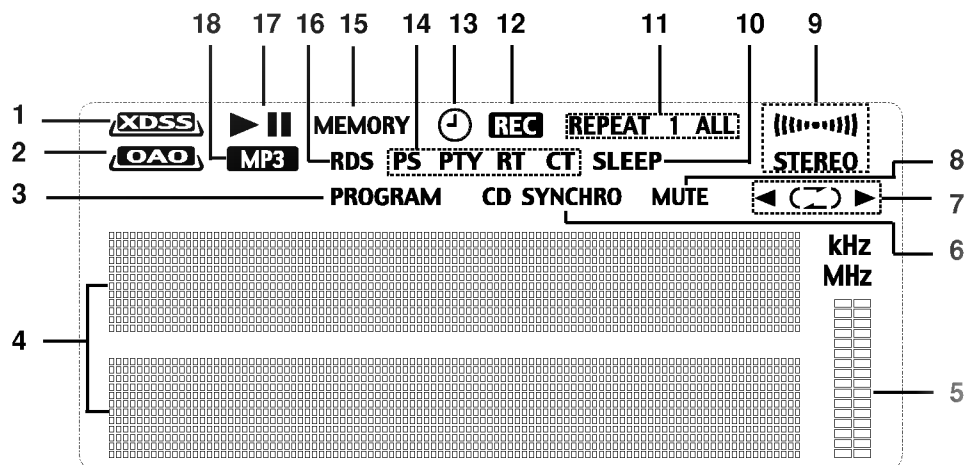 18 17 16 15 14 13 12 11 10 9
1 XDSS MEMORY REC REPEAT 1 ALL
2 OAO MP3 RDS PS PTY RT CT SLEEP STEREO 8
3 PROGRAM CD SYNCHRO MUTE 7
kHz 6
MHz
4
5